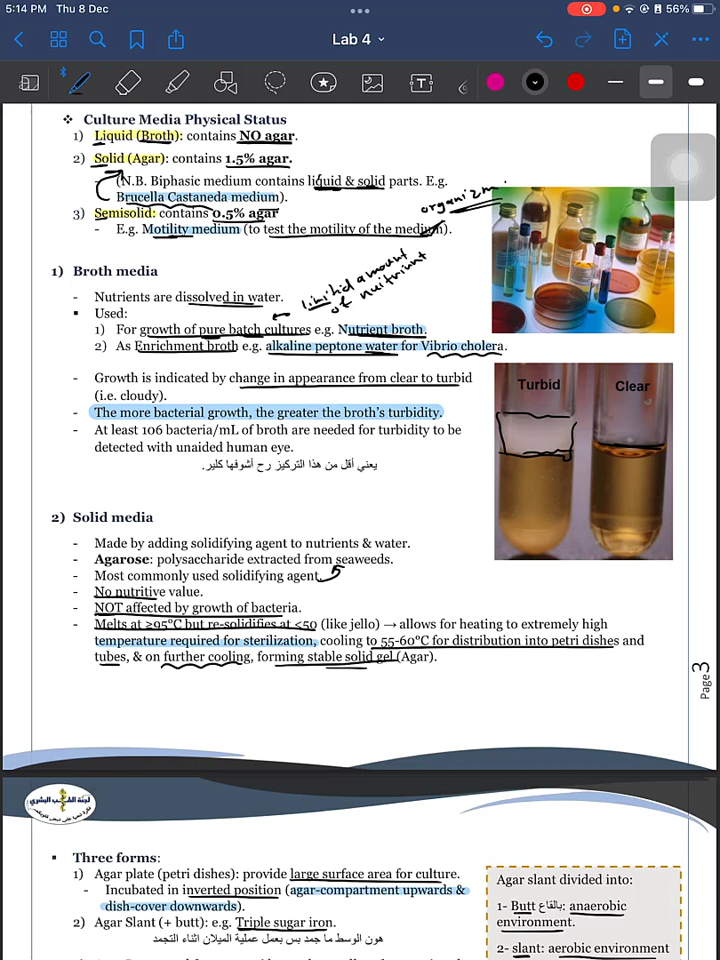 5:14 PM Thu 8 Dec
56%
Lab 4
❖ Culture Media Physical Status
1) Liquid (Broth): contains NO agar.
2) Solid (Agar): contains 1.5% agar.
(N.B. Biphasic medium contains liquid & solid parts. E.g.
Brucella Castaneda medium).
3) Semisolid: contains 0.5% agar
- E.g. Motility medium (to test the motility of the medium).
organizm
1) Broth media
- Nutrients are dissolved in water.
limitid amount
of nuitriunt
▪ Used:
1) For growth of pure batch cultures e.g. Nutrient broth.
2) As Enrichment broth e.g. alkaline peptone water for Vibrio cholera.
- Growth is indicated by change in appearance from clear to turbid
(i.e. cloudy).
- The more bacterial growth, the greater the broth's turbidity.
- At least 106 bacteria/mL of broth are needed for turbidity to be
detected with unaided human eye.
يعني أقل من هذا التركيز رح أشوفها كلير.
Turbid Clear
2) Solid media
- Made by adding solidifying agent to nutrients & water.
- Agarose: polysaccharide extracted from seaweeds.
- Most commonly used solidifying agent.
- No nutritive value.
- NOT affected by growth of bacteria.
- Melts at ≥95°C but re-solidifies at <50 (like jello) → allows for heating to extremely high
temperature required for sterilization, cooling to 55-60°C for distribution into petri dishes and
tubes, & on further cooling, forming stable solid gel (Agar).
Page 3
لجنة الطب البشري
▪ Three forms:
1) Agar plate (petri dishes): provide large surface area for culture.
- Incubated in inverted position (agar-compartment upwards &
dish-cover downwards).
2) Agar Slant (+ butt): e.g. Triple sugar iron.
هون الوسط ما جمد بس بعمل عملية الميلان اثناء التجمد
Agar slant divided into:
1- Butt بالقاع: anaerobic
environment.
2- slant: aerobic environment